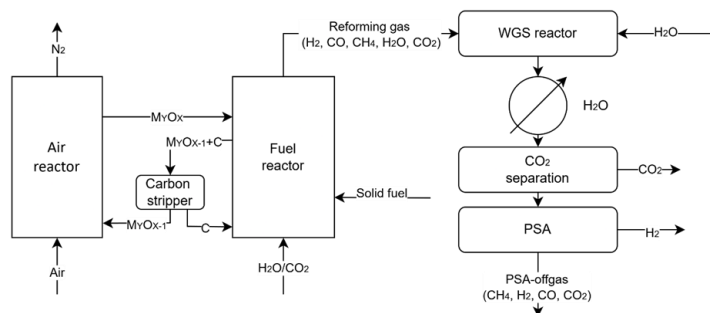 Reforming gas
(H2, CO, CH4, H2O, CO2)
WGS reactor
H2O
N2
H2O
MYOX
Air
reactor
MYOX-1+C
Fuel
reactor
CO2
separation
CO2
Carbon
stripper
Solid fuel
MYOX-1
C
PSA
H2
Air
H2O/CO2
PSA-offgas
(CH4, H2, CO, CO2)